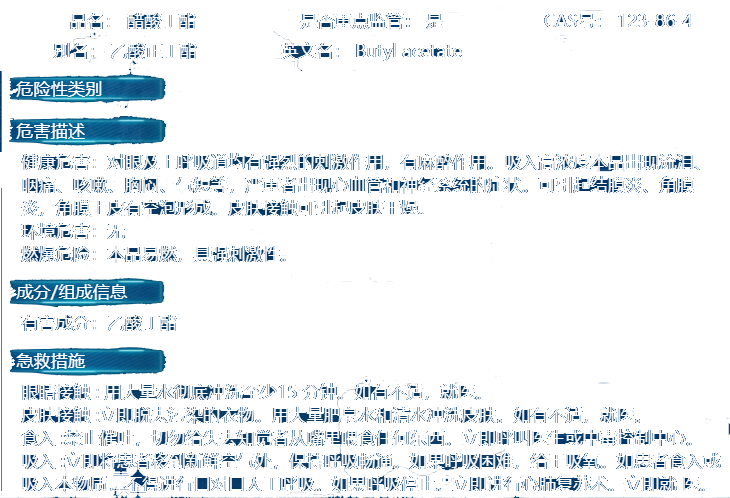 品名： 醋酸丁酯 是否重点监管： 是 CAS号： 123-86-4
别名： 乙酸正丁酯 英文名： Butyl acetate
危险性类别
危害描述
健康危害：对眼及上呼吸道均有强烈的刺激作用，有麻醉作用。吸入高浓度本品出现流泪、
咽痛、咳嗽、胸闷、气短等，严重者出现心血管和神经系统的症状。可引起结膜炎、角膜
炎，角膜上皮有空泡形成。皮肤接触可引起皮肤干燥。
环境危害：无
燃爆危险：本品易燃，具强刺激性。
成分/组成信息
有害成分：乙酸丁酯
急救措施
眼睛接触：用大量水彻底冲洗至少15 分钟。如有不适，就医。
皮肤接触：立即脱去污染的衣物。用大量肥皂水和清水冲洗皮肤。如有不适，就医。
食入：禁止催吐，切勿给失去知觉者从嘴里喂食任何东西。立即呼叫医生或中毒控制中心。
吸入：立即将患者移到新鲜空气处，保持呼吸畅通。如果呼吸困难，给于吸氧。如患者食入或
吸入本物质，不得进行口对口人工呼吸。如果呼吸停止，立即进行心肺复苏术。立即就医。